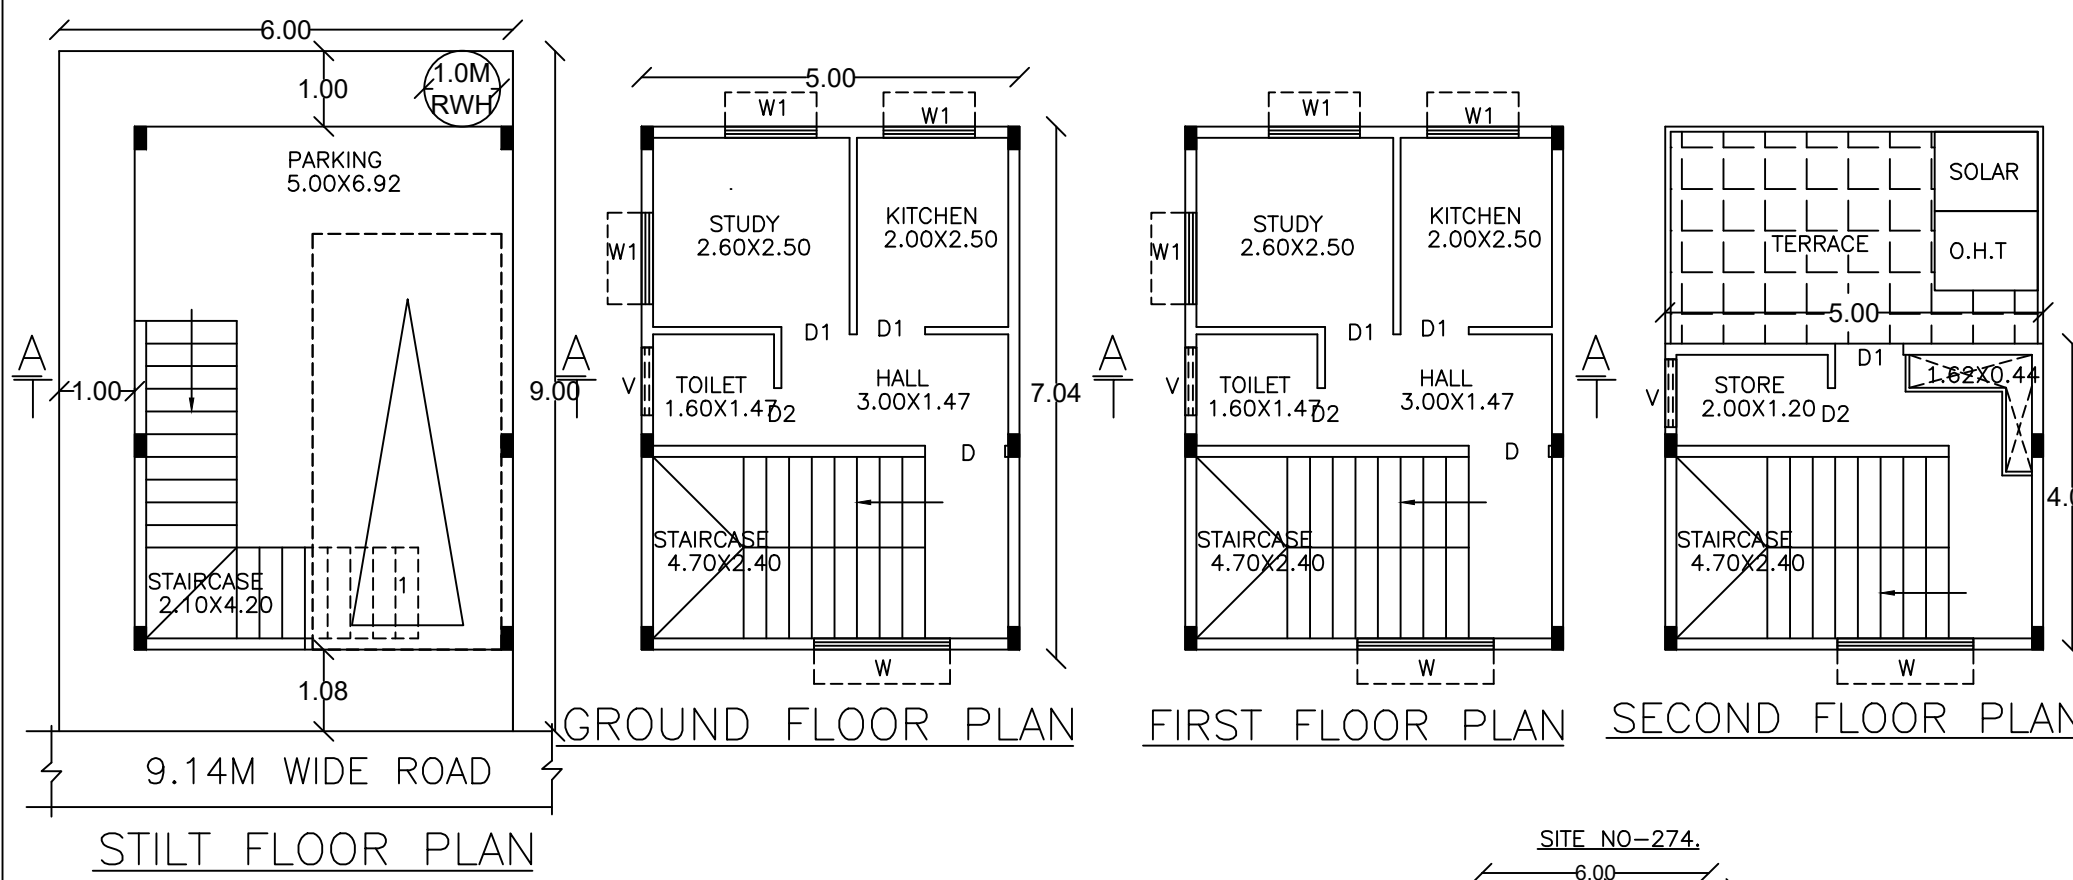 6.00
1.00
1.0M
RWH
PARKING
5.00X6.92
A
1.00
9.00
STAIRCASE
2.10X4.20
1
1.08
9.14M WIDE ROAD
STILT FLOOR PLAN
5.00
W1
W1
STUDY
2.60X2.50
KITCHEN
2.00X2.50
W1
D1
D1
A
V
TOILET
1.60X1.47
D2
HALL
3.00X1.47
7.04
D
STAIRCASE
4.70X2.40
W
GROUND FLOOR PLAN
W1
W1
STUDY
2.60X2.50
KITCHEN
2.00X2.50
W1
D1
D1
A
V
TOILET
1.60X1.47
D2
HALL
3.00X1.47
D
STAIRCASE
4.70X2.40
W
FIRST FLOOR PLAN
SOLAR
TERRACE
O.H.T
5.00
A
D1
1.62X0.44
V
STORE
2.00X1.20
D2
STAIRCASE
4.70X2.40
W
SECOND FLOOR PLAN
SITE NO-274.
6.00